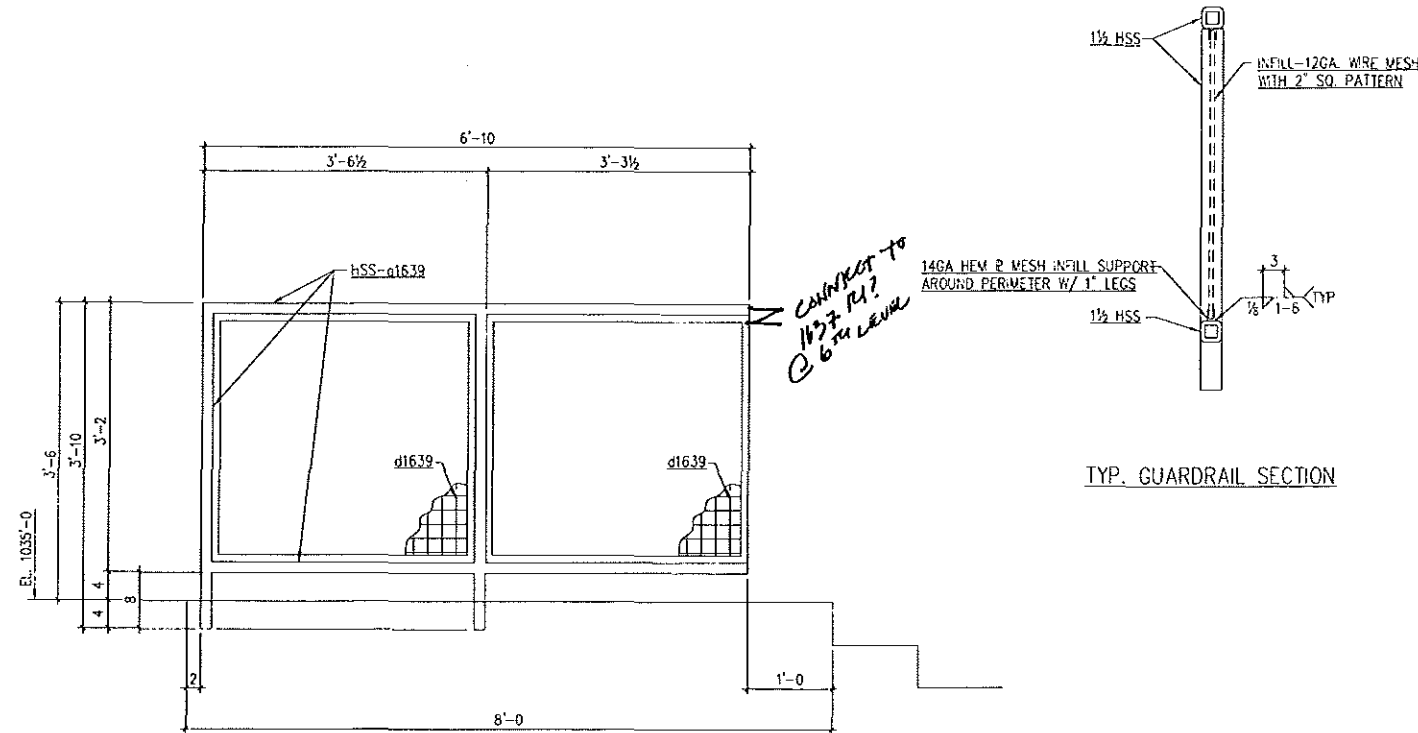 6'-10
3'-6½
3'-3½
HSS-a1639
CONNECT TO
1637 R1?
@ 6TH LEVEL
d1639
d1639
3'-6
3'-10
3'-2
EL. 1035'-0
4
4
8
2
1'-0
8'-0
1½ HSS
INFILL-12GA. WIRE MESH
WITH 2" SQ. PATTERN
14GA HEM PL MESH INFILL SUPPORT
AROUND PERIMETER W/ 1" LEGS
1½ HSS
3
⅛
1-6
TYP
TYP. GUARDRAIL SECTION